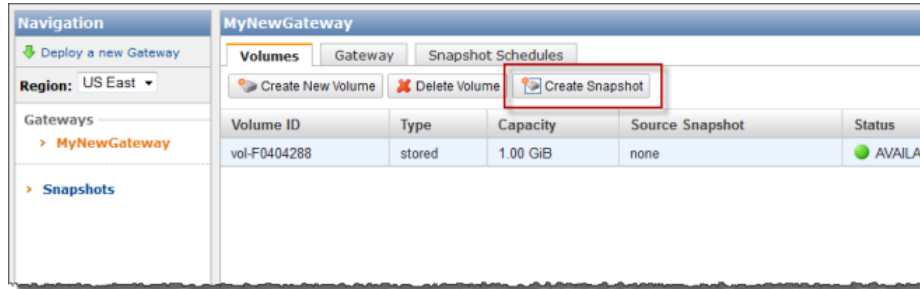 Navigation
Deploy a new Gateway
Region: US East
Gateways
MyNewGateway
Snapshots
MyNewGateway
Volumes Gateway Snapshot Schedules
Create New Volume Delete Volume Create Snapshot
Volume ID Type Capacity Source Snapshot Status
vol-F0404288 stored 1.00 GiB none AVAILA